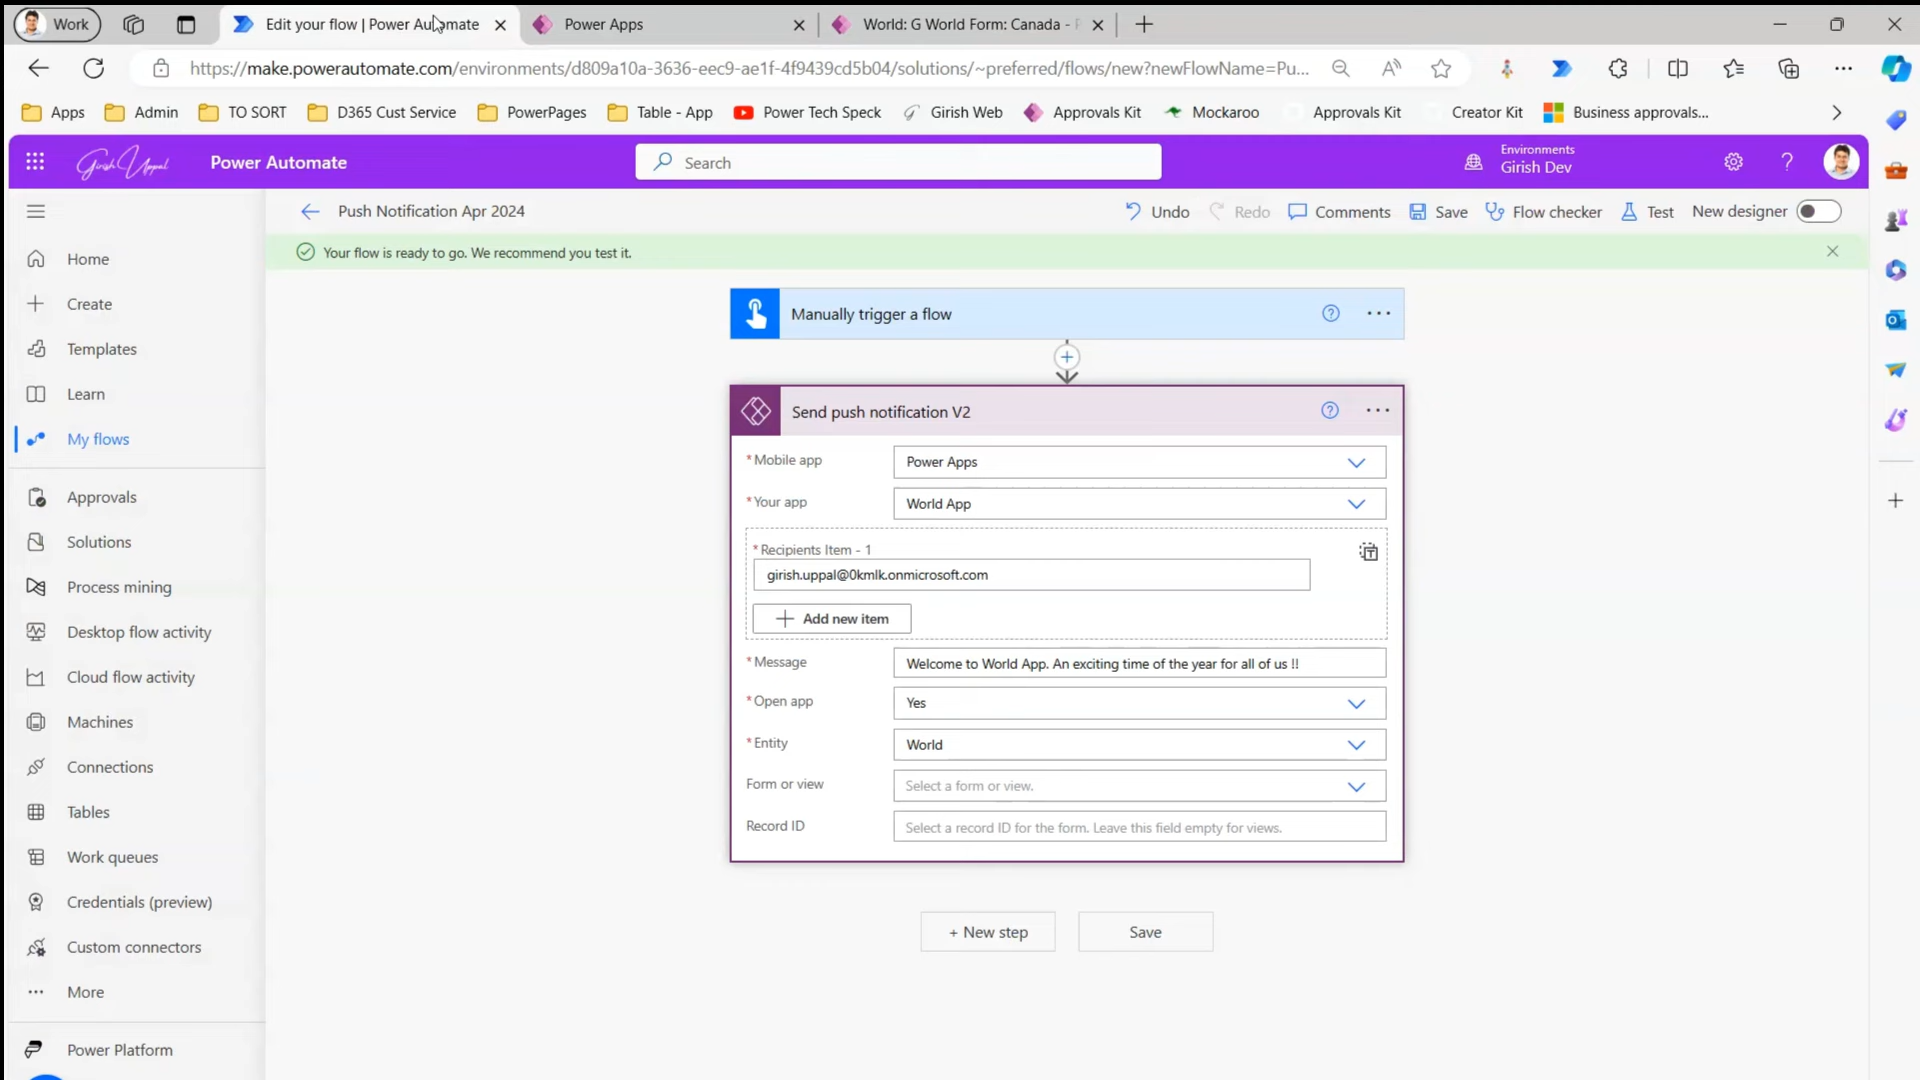 Work
Edit your flow | Power Automate
Power Apps
World: G World Form: Canada - P
https://make.powerautomate.com/environments/d809a10a-3636-eec9-ae1f-4f9439cd5b04/solutions/~preferred/flows/new?newFlowName=Pu...
Apps
Admin
TO SORT
D365 Cust Service
PowerPages
Table - App
Power Tech Speck
Girish Web
Approvals Kit
Mockaroo
Approvals Kit
Creator Kit
Business approvals...
Girish Uppal
Power Automate
Search
Environments
Girish Dev
Push Notification Apr 2024
Undo
Redo
Comments
Save
Flow checker
Test
New designer
Your flow is ready to go. We recommend you test it.
Home
Create
Templates
Learn
My flows
Approvals
Solutions
Process mining
Desktop flow activity
Cloud flow activity
Machines
Connections
Tables
Work queues
Credentials (preview)
Custom connectors
More
Power Platform
Manually trigger a flow
Send push notification V2
* Mobile app
Power Apps
* Your app
World App
* Recipients Item - 1
girish.uppal@0kmlk.onmicrosoft.com
Add new item
* Message
Welcome to World App. An exciting time of the year for all of us !!
* Open app
Yes
* Entity
World
Form or view
Select a form or view.
Record ID
Select a record ID for the form. Leave this field empty for views.
+ New step
Save